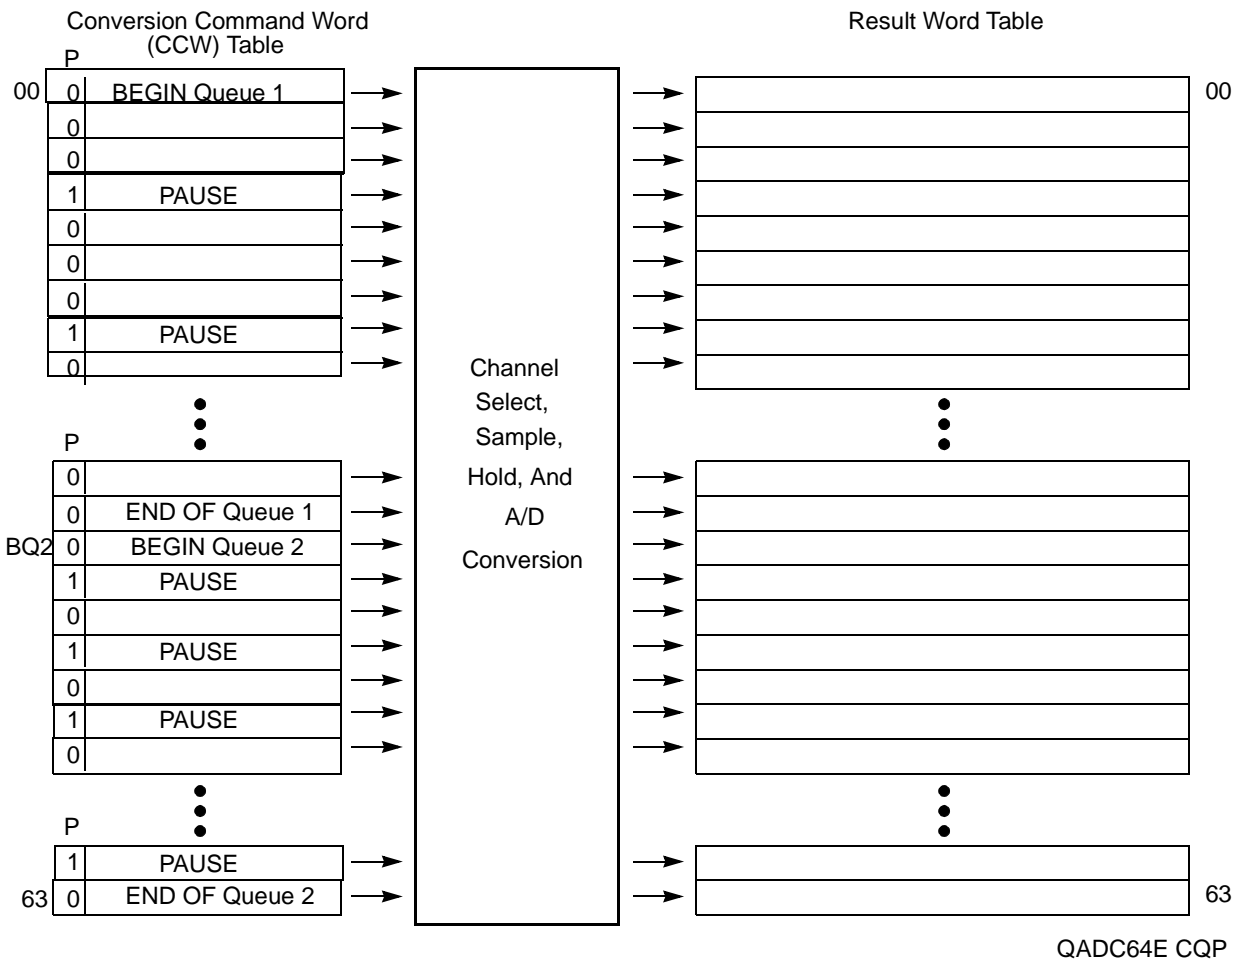 Conversion Command Word
(CCW) Table
Result Word Table
P
00 0 BEGIN Queue 1 00
0
0
1 PAUSE
0
0
0
1 PAUSE
0
Channel
Select,
Sample,
Hold, And
A/D
Conversion
P
0
0 END OF Queue 1
BQ2 0 BEGIN Queue 2
1 PAUSE
0
1 PAUSE
0
1 PAUSE
0
P
1 PAUSE
63 0 END OF Queue 2 63
QADC64E CQP